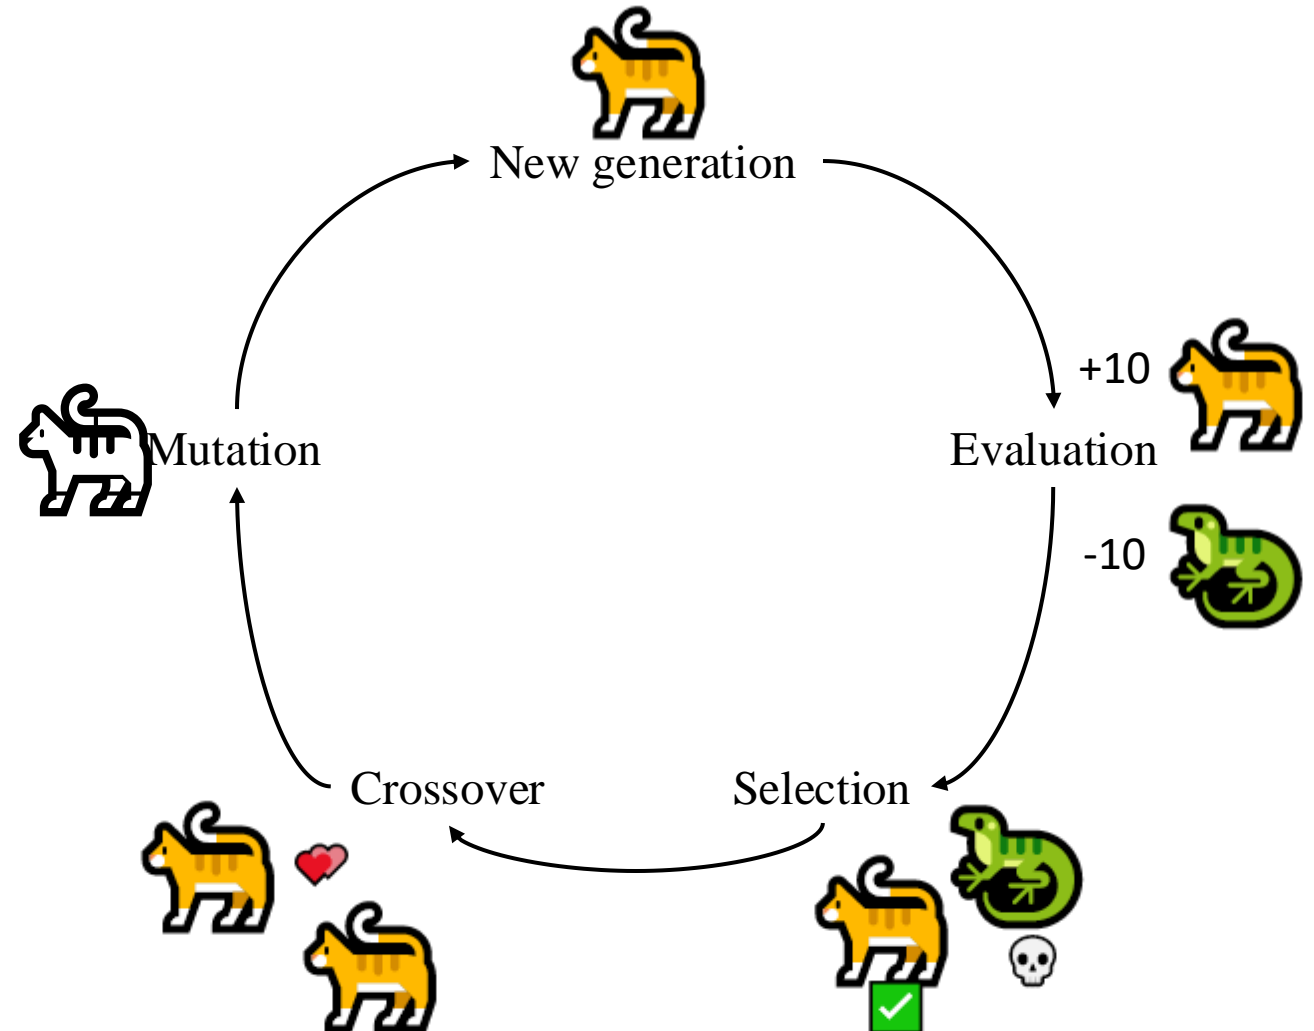 New generation
+10
Evaluation
-10
Mutation
Crossover
Selection